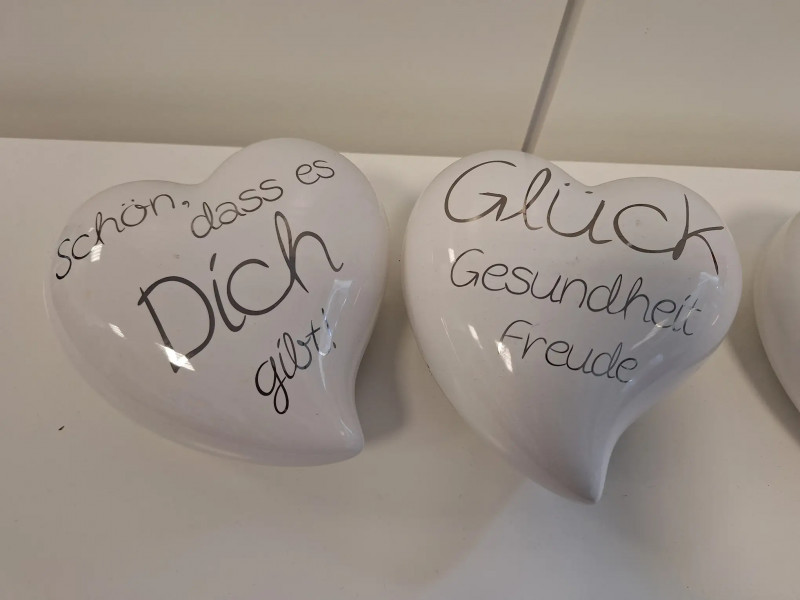 schön, dass es
Dich
gibt!
Glück
Gesundheit
Freude